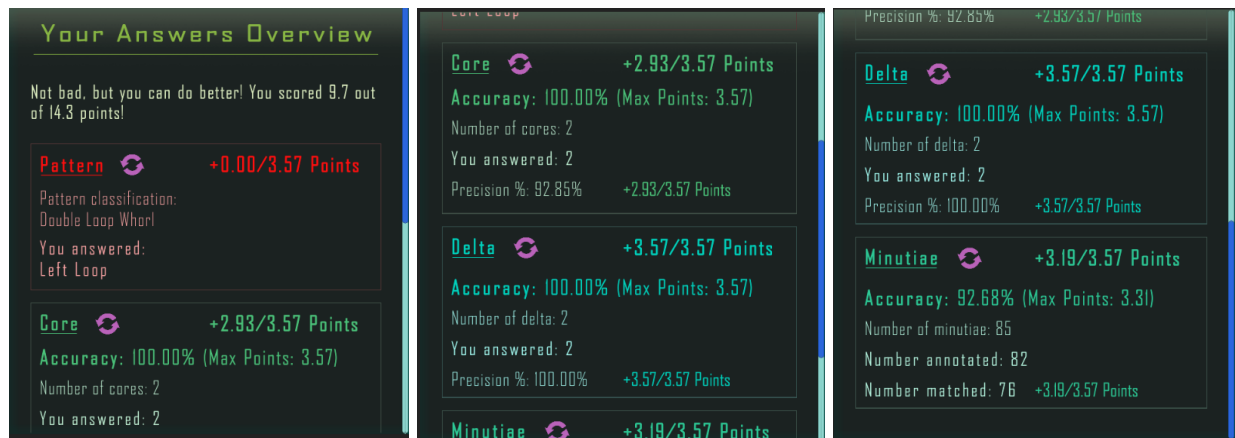 Your Answers Overview
Not bad, but you can do better! You scored 9.7 out
of 14.3 points!
Pattern +0.00/3.57 Points
Pattern classification:
Double Loop Whorl
You answered:
Left Loop
Core +2.93/3.57 Points
Accuracy: 100.00% (Max Points: 3.57)
Number of cores: 2
You answered: 2
Left Loop
Core +2.93/3.57 Points
Accuracy: 100.00% (Max Points: 3.57)
Number of cores: 2
You answered: 2
Precision %: 92.85% +2.93/3.57 Points
Delta +3.57/3.57 Points
Accuracy: 100.00% (Max Points: 3.57)
Number of delta: 2
You answered: 2
Precision %: 100.00% +3.57/3.57 Points
Minutiae +3.19/3.57 Points
Precision %: 92.85% +2.93/3.57 Points
Delta +3.57/3.57 Points
Accuracy: 100.00% (Max Points: 3.57)
Number of delta: 2
You answered: 2
Precision %: 100.00% +3.57/3.57 Points
Minutiae +3.19/3.57 Points
Accuracy: 92.68% (Max Points: 3.31)
Number of minutiae: 85
Number annotated: 82
Number matched: 76 +3.19/3.57 Points